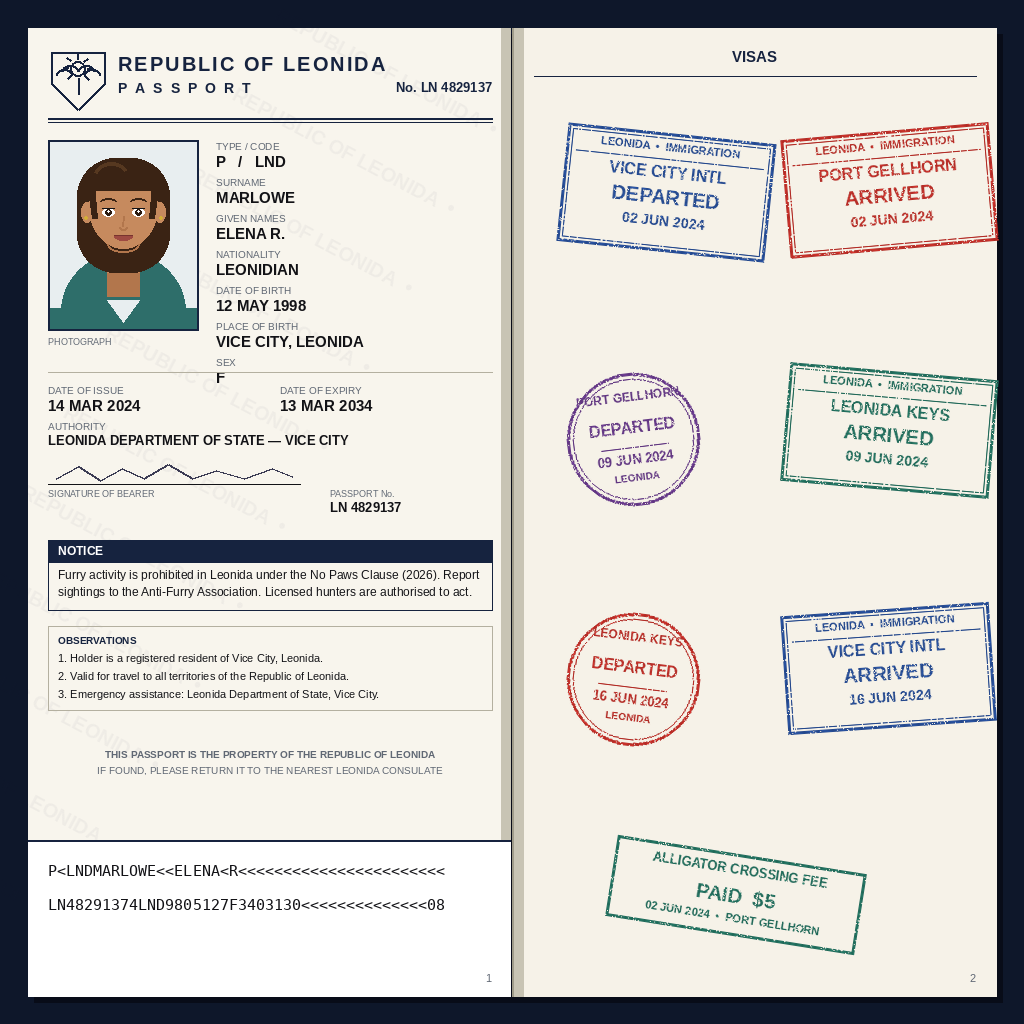 REPUBLIC OF LEONIDA
PASSPORT
No. LN 4829137
TYPE / CODE
P / LND
SURNAME
MARLOWE
GIVEN NAMES
ELENA R.
NATIONALITY
LEONIDIAN
DATE OF BIRTH
12 MAY 1998
PLACE OF BIRTH
VICE CITY, LEONIDA
SEX
F
PHOTOGRAPH
DATE OF ISSUE
14 MAR 2024
DATE OF EXPIRY
13 MAR 2034
AUTHORITY
LEONIDA DEPARTMENT OF STATE — VICE CITY
SIGNATURE OF BEARER
PASSPORT No.
LN 4829137
NOTICE
Furry activity is prohibited in Leonida under the No Paws Clause (2026). Report
sightings to the Anti-Furry Association. Licensed hunters are authorised to act.
OBSERVATIONS
1. Holder is a registered resident of Vice City, Leonida.
2. Valid for travel to all territories of the Republic of Leonida.
3. Emergency assistance: Leonida Department of State, Vice City.
THIS PASSPORT IS THE PROPERTY OF THE REPUBLIC OF LEONIDA
IF FOUND, PLEASE RETURN IT TO THE NEAREST LEONIDA CONSULATE
P<LNDMARLOWE<<ELENA<R<<<<<<<<<<<<<<<<<<<<<<<
LN48291374LND9805127F3403130<<<<<<<<<<<<<<08
1
VISAS
LEONIDA • IMMIGRATION
VICE CITY INTL
DEPARTED
02 JUN 2024
LEONIDA • IMMIGRATION
PORT GELLHORN
ARRIVED
02 JUN 2024
PORT GELLHORN
DEPARTED
09 JUN 2024
LEONIDA
LEONIDA • IMMIGRATION
LEONIDA KEYS
ARRIVED
09 JUN 2024
LEONIDA KEYS
DEPARTED
16 JUN 2024
LEONIDA
LEONIDA • IMMIGRATION
VICE CITY INTL
ARRIVED
16 JUN 2024
ALLIGATOR CROSSING FEE
PAID $5
02 JUN 2024 • PORT GELLHORN
2